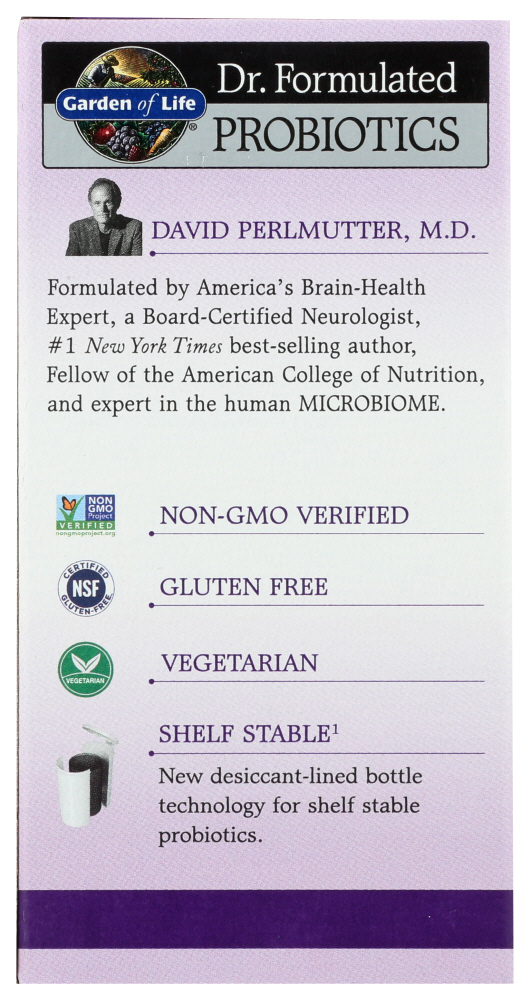 Dr. Formulated
Garden of Life®
PROBIOTICS
DAVID PERLMUTTER, M.D.
Formulated by America's Brain-Health
Expert, a Board-Certified Neurologist,
#1 New York Times best-selling author,
Fellow of the American College of Nutrition,
and expert in the human MICROBIOME.
NON
GMO
Project
VERIFIED
nongmoproject.org
NON-GMO VERIFIED
CERTIFIED
NSF
GLUTEN-FREE
GLUTEN FREE
VEGETARIAN
VEGETARIAN
SHELF STABLE¹
New desiccant-lined bottle
technology for shelf stable
probiotics.